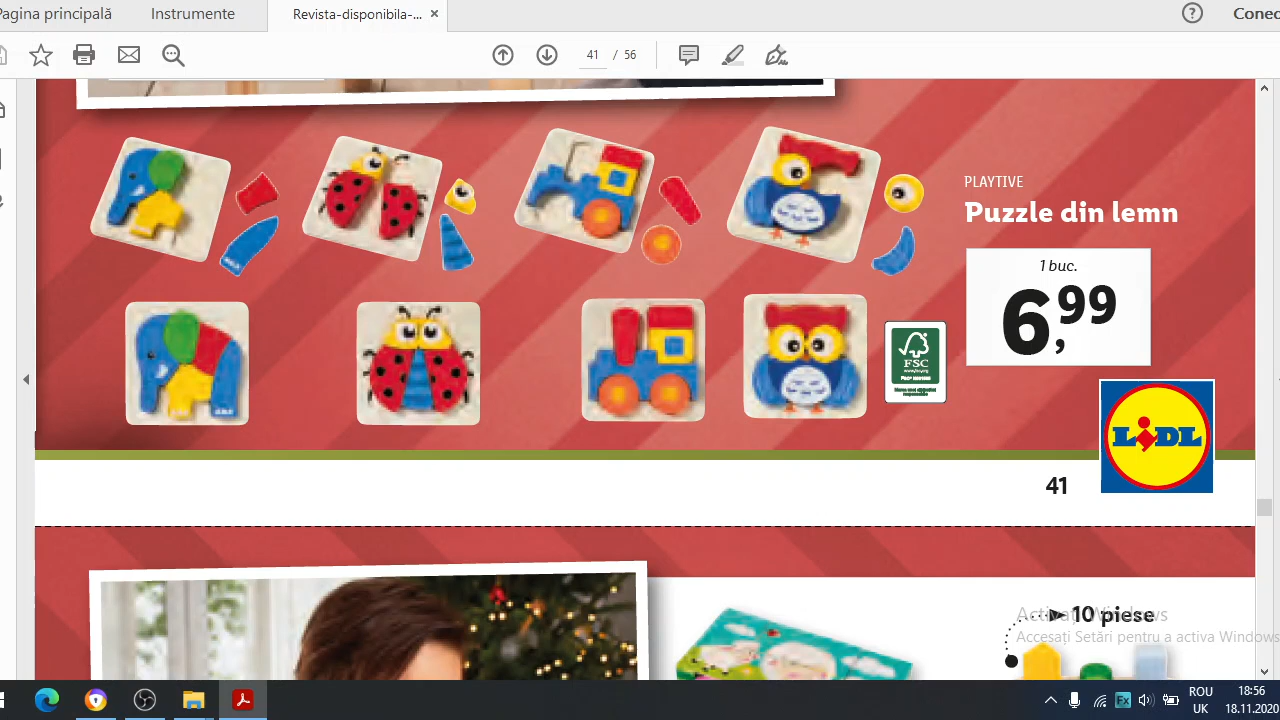 Pagina principală
Instrumente
Revista-disponibila-... ×
Conec
41 / 56
PLAYTIVE
Puzzle din lemn
1 buc.
6,99
FSC
LIDL
41
10 piese
Activați Windows
Accesați Setări pentru a activa Windows
Fx
ROU
UK
18:56
18.11.2020